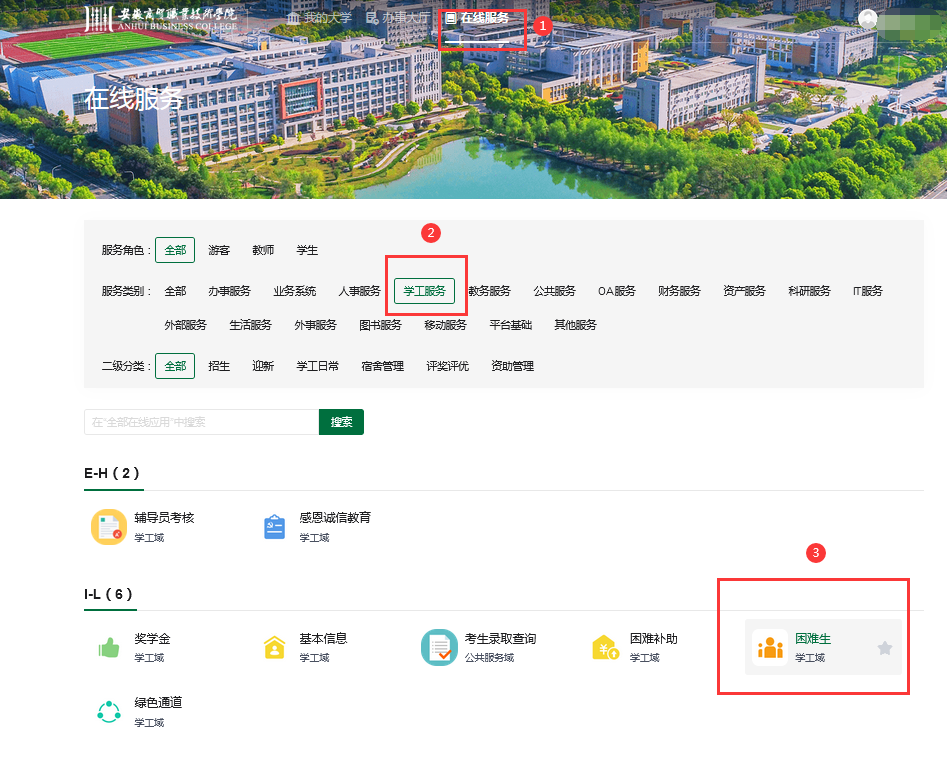 安徽商贸职业技术学院
ANHUI BUSINESS COLLEGE
我的大学 办事大厅 在线服务 1
在线服务
2
服务角色： 全部 游客 教师 学生
服务类别： 全部 办事服务 业务系统 人事服务 学工服务 教务服务 公共服务 OA服务 财务服务 资产服务 科研服务 IT服务
外部服务 生活服务 外事服务 图书服务 移动服务 平台基础 其他服务
二级分类： 全部 招生 迎新 学工日常 宿舍管理 评奖评优 资助管理
在"全部在线应用"中搜索 搜索
E-H ( 2 )
辅导员考核 感恩诚信教育
学工域 学工域
3
I-L ( 6 )
奖学金 基本信息 考生录取查询 困难补助 困难生
学工域 学工域 公共服务域 学工域 学工域
绿色通道
学工域